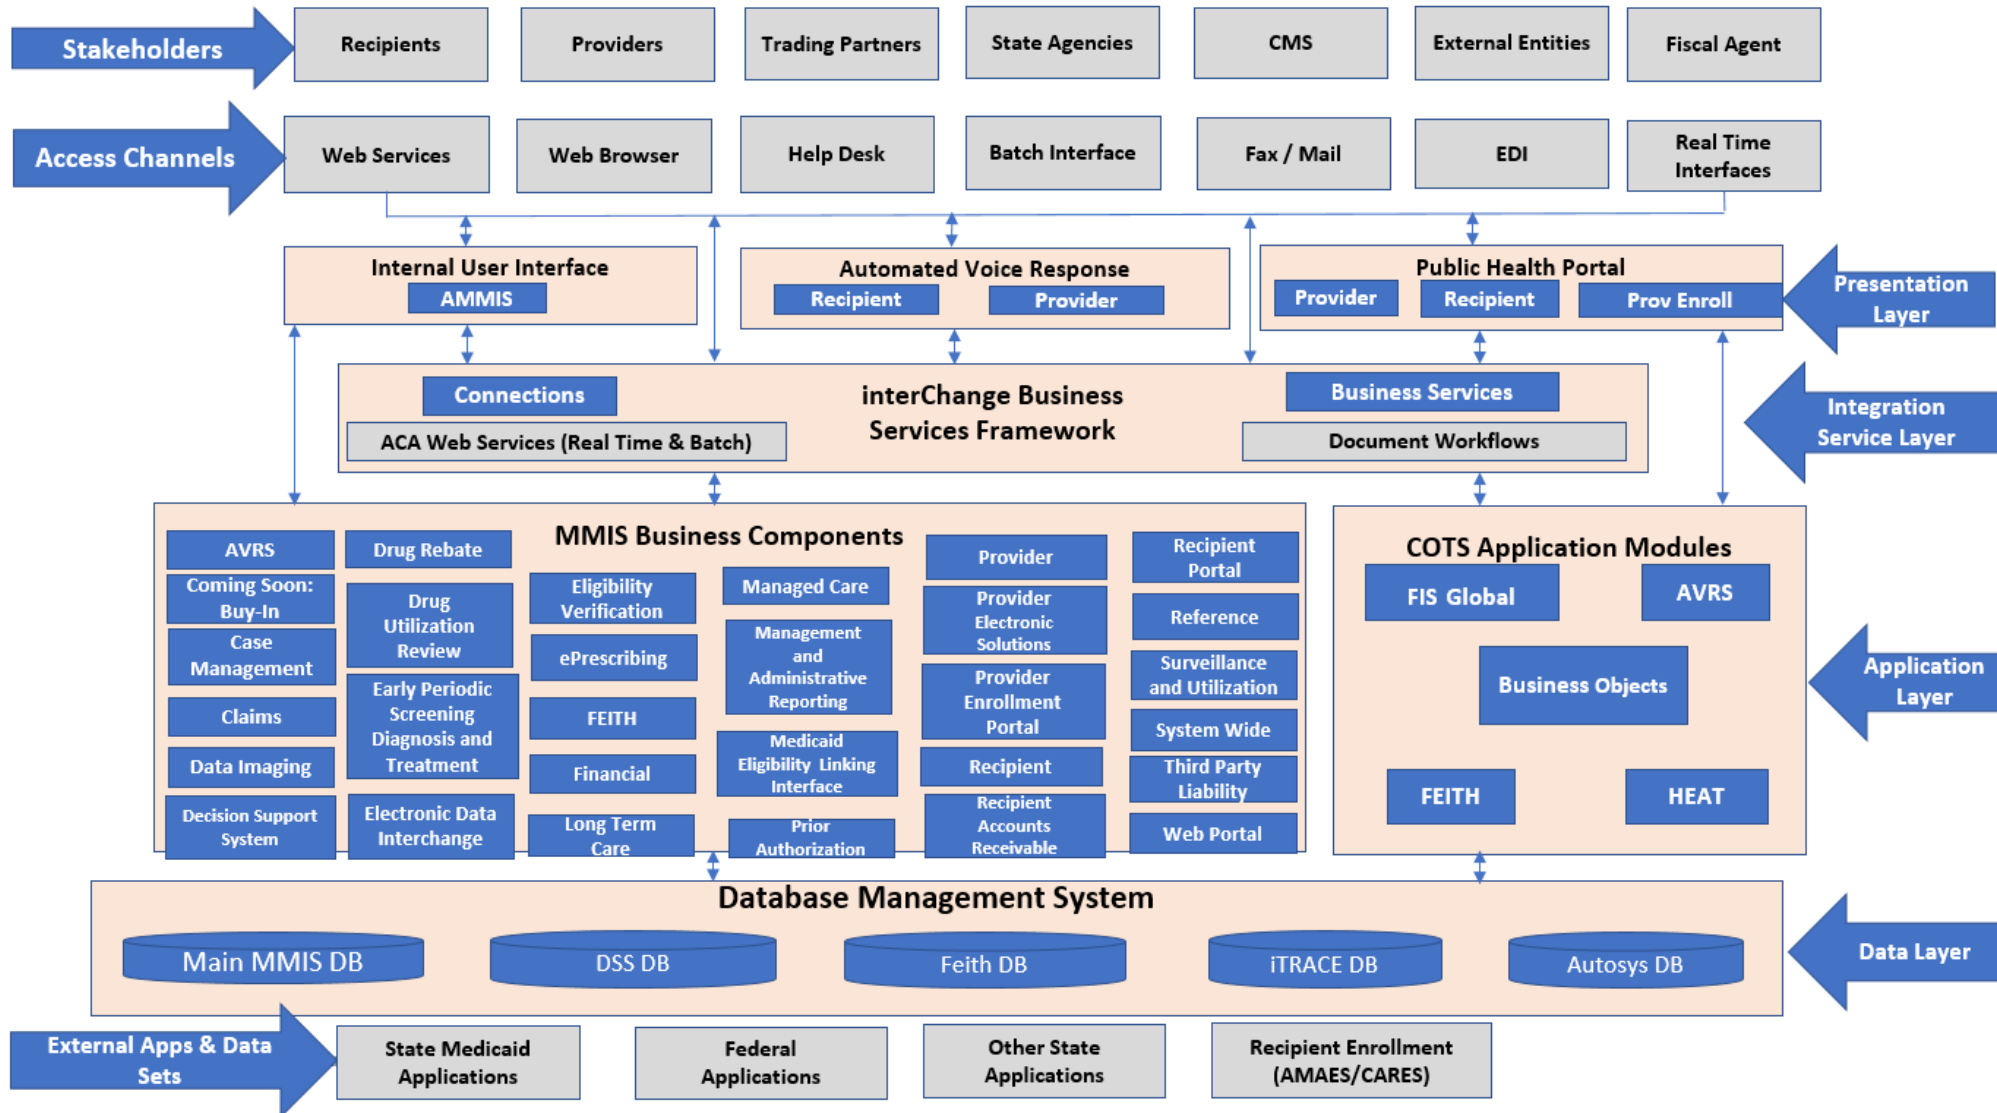 Stakeholders
Recipients
Providers
Trading Partners
State Agencies
CMS
External Entities
Fiscal Agent
Access Channels
Web Services
Web Browser
Help Desk
Batch Interface
Fax / Mail
EDI
Real Time
Interfaces
Internal User Interface
AMMIS
Automated Voice Response
Recipient
Provider
Public Health Portal
Provider
Recipient
Prov Enroll
Presentation
Layer
Connections
ACA Web Services (Real Time & Batch)
interChange Business
Services Framework
Business Services
Document Workflows
Integration
Service Layer
MMIS Business Components
AVRS
Coming Soon:
Buy-In
Case
Management
Claims
Data Imaging
Decision Support
System
Drug Rebate
Drug
Utilization
Review
Early Periodic
Screening
Diagnosis and
Treatment
Electronic Data
Interchange
Eligibility
Verification
ePrescribing
FEITH
Financial
Long Term
Care
Managed Care
Management
and
Administrative
Reporting
Medicaid
Eligibility Linking
Interface
Prior
Authorization
Provider
Provider
Electronic
Solutions
Provider
Enrollment
Portal
Recipient
Recipient
Accounts
Receivable
Recipient
Portal
Reference
Surveillance
and Utilization
System Wide
Third Party
Liability
Web Portal
COTS Application Modules
FIS Global
AVRS
Business Objects
FEITH
HEAT
Application
Layer
Database Management System
Main MMIS DB
DSS DB
Feith DB
iTRACE DB
Autosys DB
Data Layer
External Apps & Data
Sets
State Medicaid
Applications
Federal
Applications
Other State
Applications
Recipient Enrollment
(AMAES/CARES)